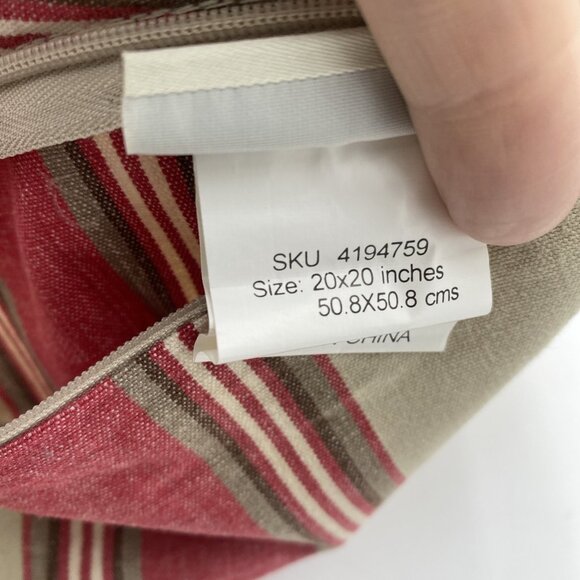 SKU 4194759
Size: 20x20 inches
50.8X50.8 cms
CHINA